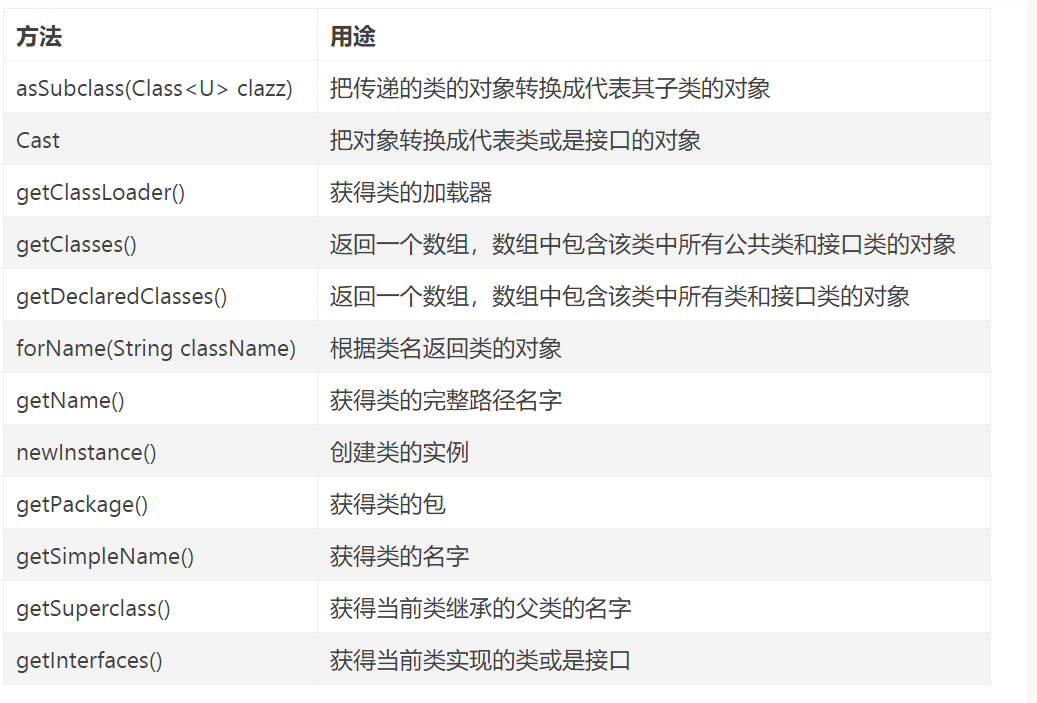 方法 用途
asSubclass(Class<U> clazz) 把传递的类的对象转换成代表其子类的对象
Cast 把对象转换成代表类或是接口的对象
getClassLoader() 获得类的加载器
getClasses() 返回一个数组，数组中包含该类中所有公共类和接口类的对象
getDeclaredClasses() 返回一个数组，数组中包含该类中所有类和接口类的对象
forName(String className) 根据类名返回类的对象
getName() 获得类的完整路径名字
newInstance() 创建类的实例
getPackage() 获得类的包
getSimpleName() 获得类的名字
getSuperclass() 获得当前类继承的父类的名字
getInterfaces() 获得当前类实现的类或是接口